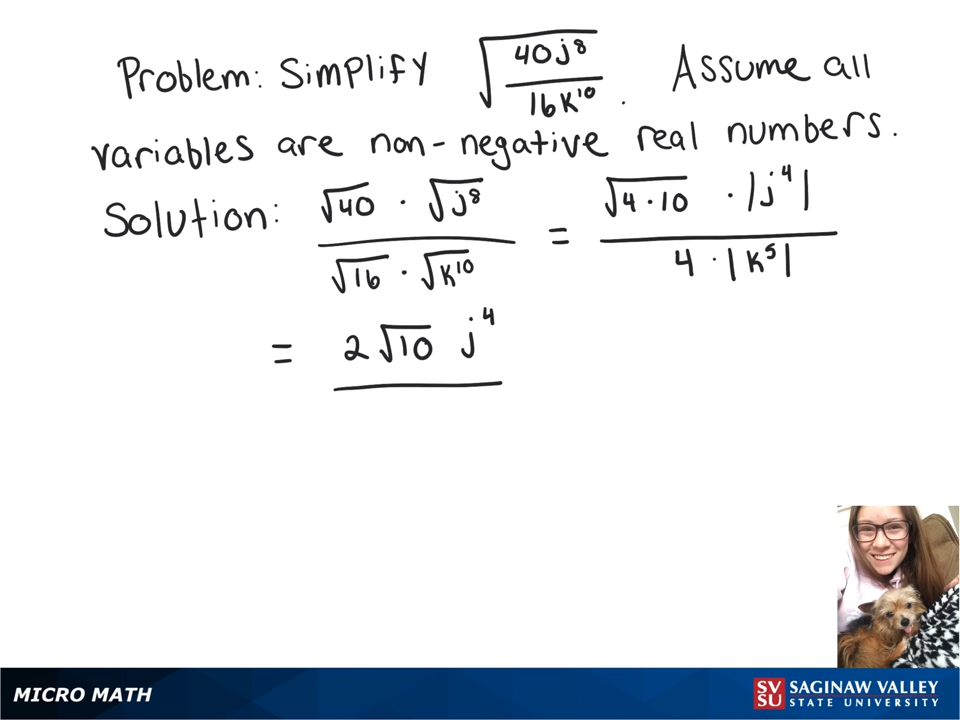 Problem: Simplify √(40j⁸/16K¹⁰). Assume all
variables are non-negative real numbers.
Solution: (√40 · √j⁸)/(√16 · √K¹⁰) = (√(4·10) · |j⁴|)/(4 · |K⁵|)
= 2√10 j⁴
MICRO MATH
SV SU SAGINAW VALLEY
STATE UNIVERSITY